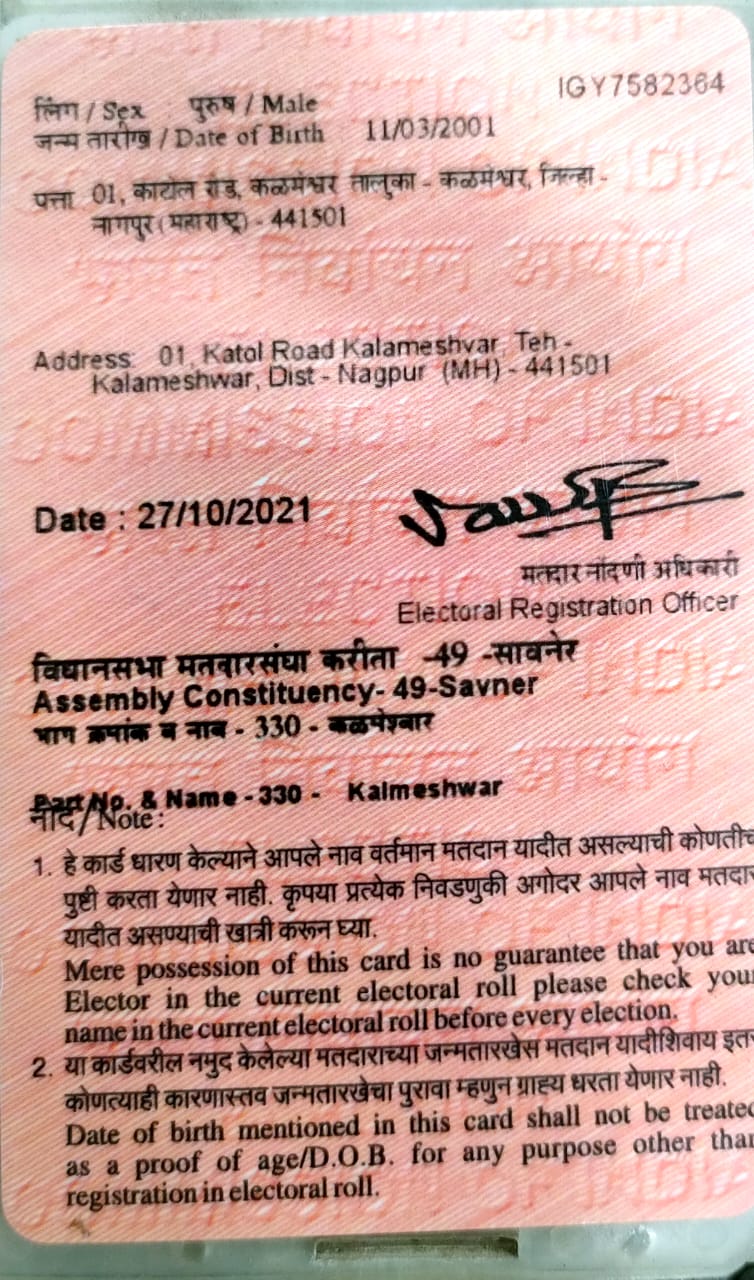 IGY7582364
लिंग / Sex : पुरुष / Male
जन्म तारीख / Date of Birth 11/03/2001
पत्ता 01, काटोल रोड, कळमेश्वर तालुका - कळमेश्वर, जिल्हा -
नागपुर (महाराष्ट्र) - 441501
Address: 01, Katol Road Kalameshvar, Teh -
Kalameshwar, Dist - Nagpur (MH) - 441501
Date : 27/10/2021
मतदार नोंदणी अधिकारी
Electoral Registration Officer
विधानसभा मतदारसंघा करीता -49 -सावनेर
Assembly Constituency- 49-Savner
भाग क्रमांक व नाव - 330 - कळमेश्वार
Part No. & Name - 330 - Kalmeshwar
नोंद/Note :
1. हे कार्ड धारण केल्याने आपले नाव वर्तमान मतदान यादीत असल्याची कोणतीच
पुष्टी करता येणार नाही. कृपया प्रत्येक निवडणुकी अगोदर आपले नाव मतदार
यादीत असण्याची खात्री करून घ्या.
Mere possession of this card is no guarantee that you are
Elector in the current electoral roll please check your
name in the current electoral roll before every election.
2. या कार्डवरील नमुद केलेल्या मतदाराच्या जन्मतारखेस मतदान यादीशिवाय इतर
कोणत्याही कारणास्तव जन्मतारखेचा पुरावा म्हणुन ग्राह्य धरता येणार नाही.
Date of birth mentioned in this card shall not be treated
as a proof of age/D.O.B. for any purpose other than
registration in electoral roll.